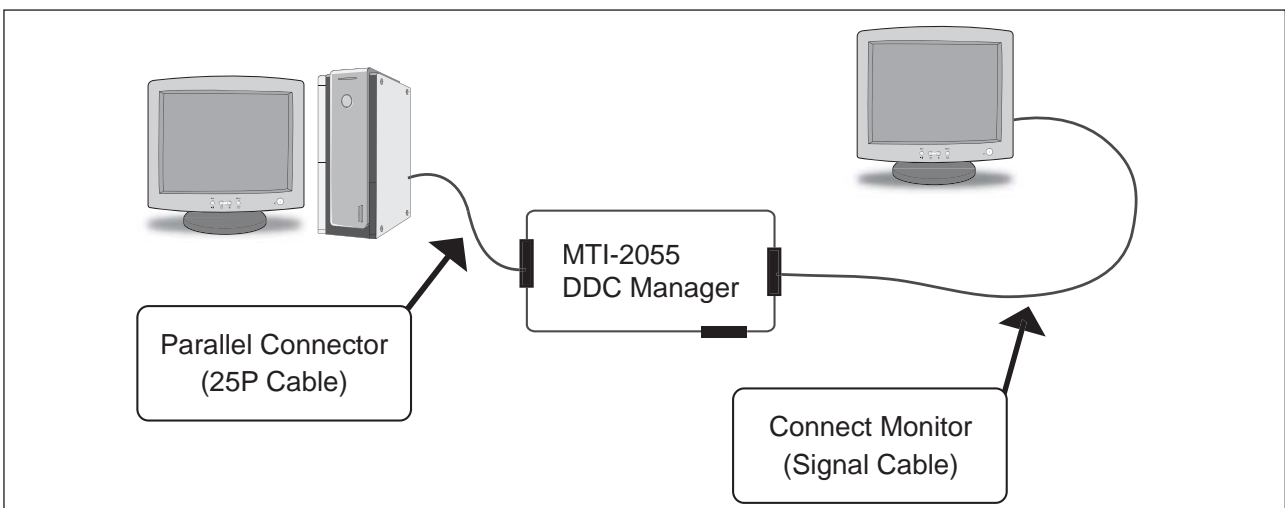 MTI-2055
DDC Manager
Parallel Connector
(25P Cable)
Connect Monitor
(Signal Cable)